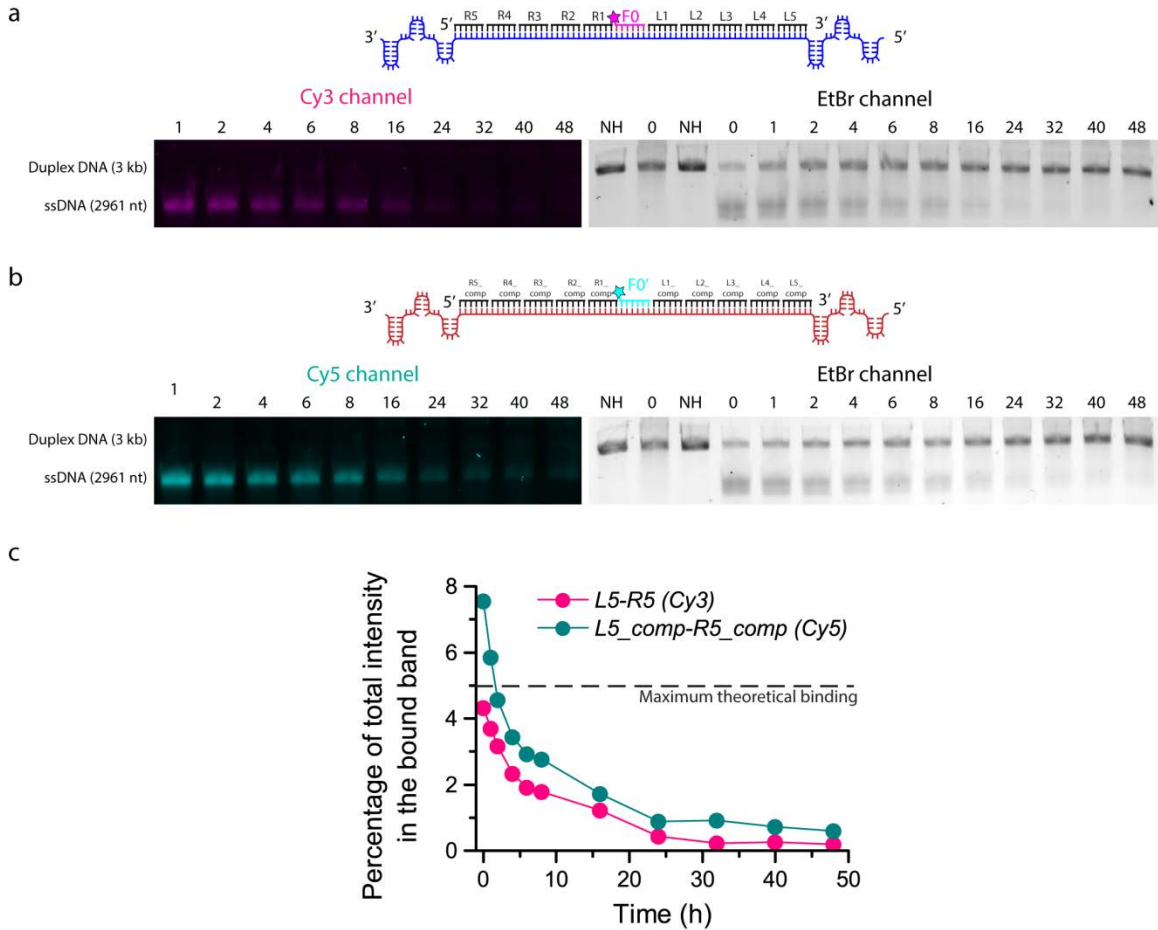 a
R5 R4 R3 R2 R1 F0 L1 L2 L3 L4 L5
3′ 5′ 3′ 5′
Cy3 channel
EtBr channel
1 2 4 6 8 16 24 32 40 48
NH 0 NH 0 1 2 4 6 8 16 24 32 40 48
Duplex DNA (3 kb)
ssDNA (2961 nt)
b
R5_ R4_ R3_ R2_ R1_ F0′ L1_ L2_ L3_ L4_ L5_
comp comp comp comp comp comp comp comp comp comp
3′ 5′ 3′ 5′
Cy5 channel
EtBr channel
1 2 4 6 8 16 24 32 40 48
NH 0 NH 0 1 2 4 6 8 16 24 32 40 48
Duplex DNA (3 kb)
ssDNA (2961 nt)
c
Percentage of total intensity
in the bound band
8
6
4
2
0
L5-R5 (Cy3)
L5_comp-R5_comp (Cy5)
Maximum theoretical binding
0 10 20 30 40 50
Time (h)